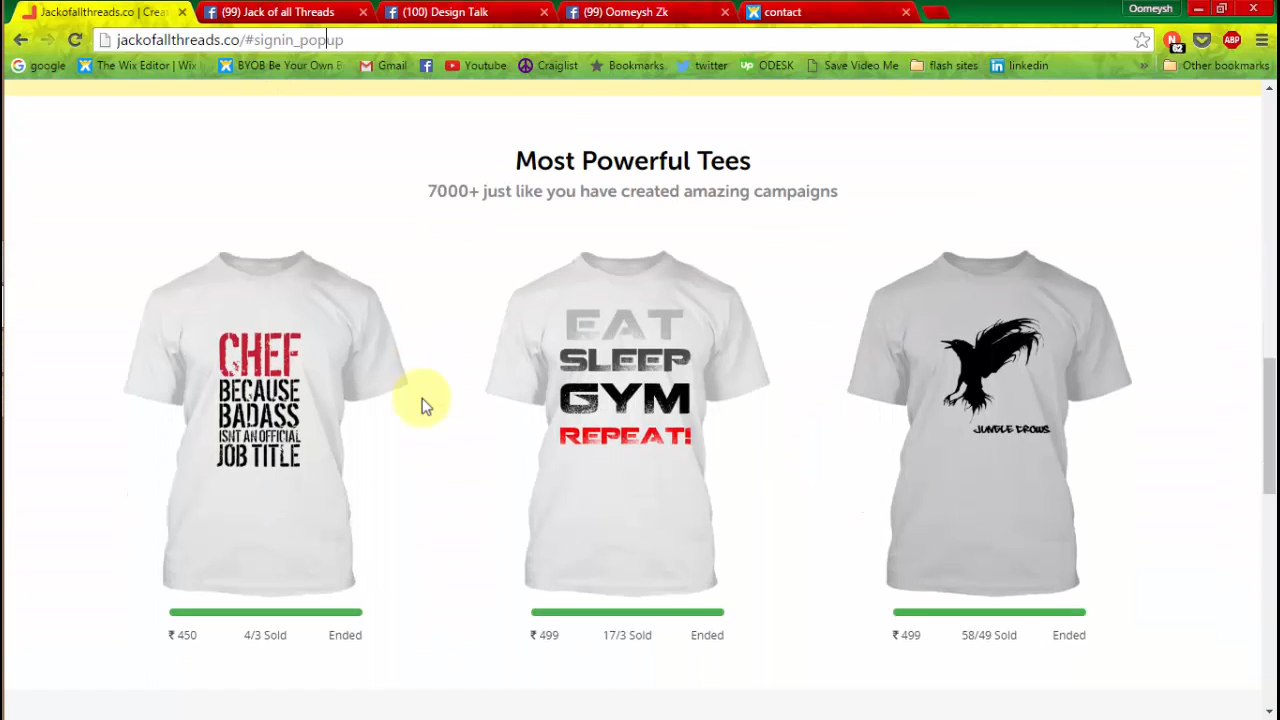 Jackofallthreads.co | Crea
(99) Jack of all Threads
(100) Design Talk
(99) Oomeysh Zk
contact
Oomeysh
jackofallthreads.co/#signin_popup
62
ABP
google
The Wix Editor | Wix
BYOB Be Your Own B
Gmail
Youtube
Craiglist
Bookmarks
twitter
Up ODESK
Save Video Me
flash sites
linkedin
Other bookmarks
Most Powerful Tees
7000+ just like you have created amazing campaigns
CHEF
BECAUSE
BADASS
ISNT AN OFFICIAL
JOB TITLE
EAT
SLEEP
GYM
REPEAT!
JUNGLE CROWS
₹ 450 4/3 Sold Ended
₹ 499 17/3 Sold Ended
₹ 499 58/49 Sold Ended